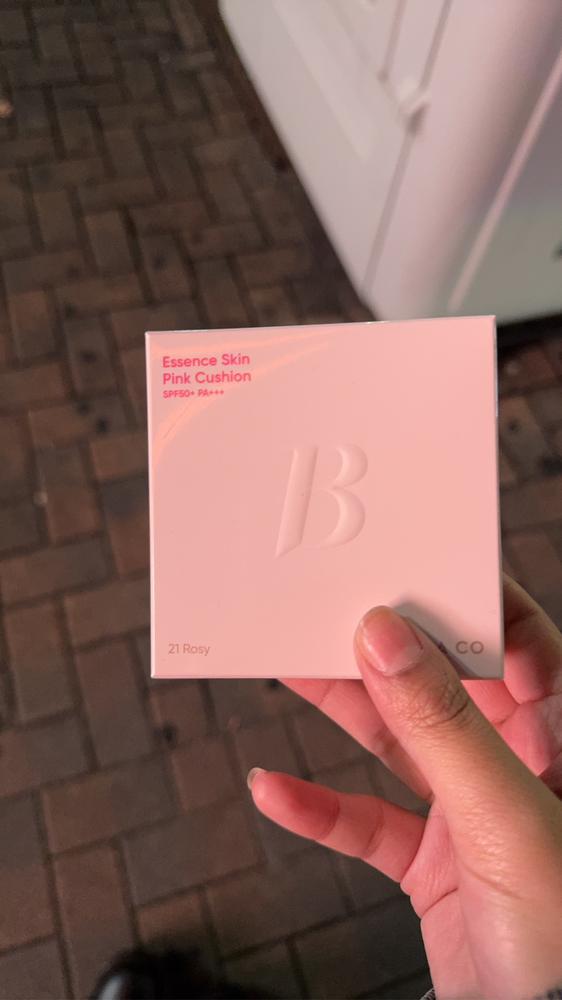 Essence Skin
Pink Cushion
SPF50+ PA+++
B
21 Rosy
A CO